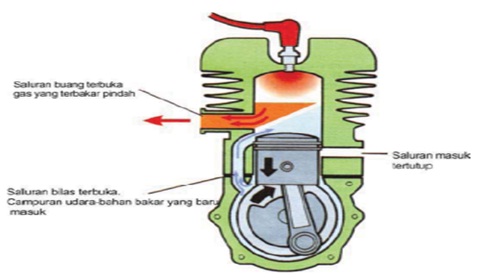 Saluran buang terbuka
gas yang terbakar pindah
Saluran masuk
tertutup
Saluran bilas terbuka.
Campuran udara-bahan bakar yang baru
masuk